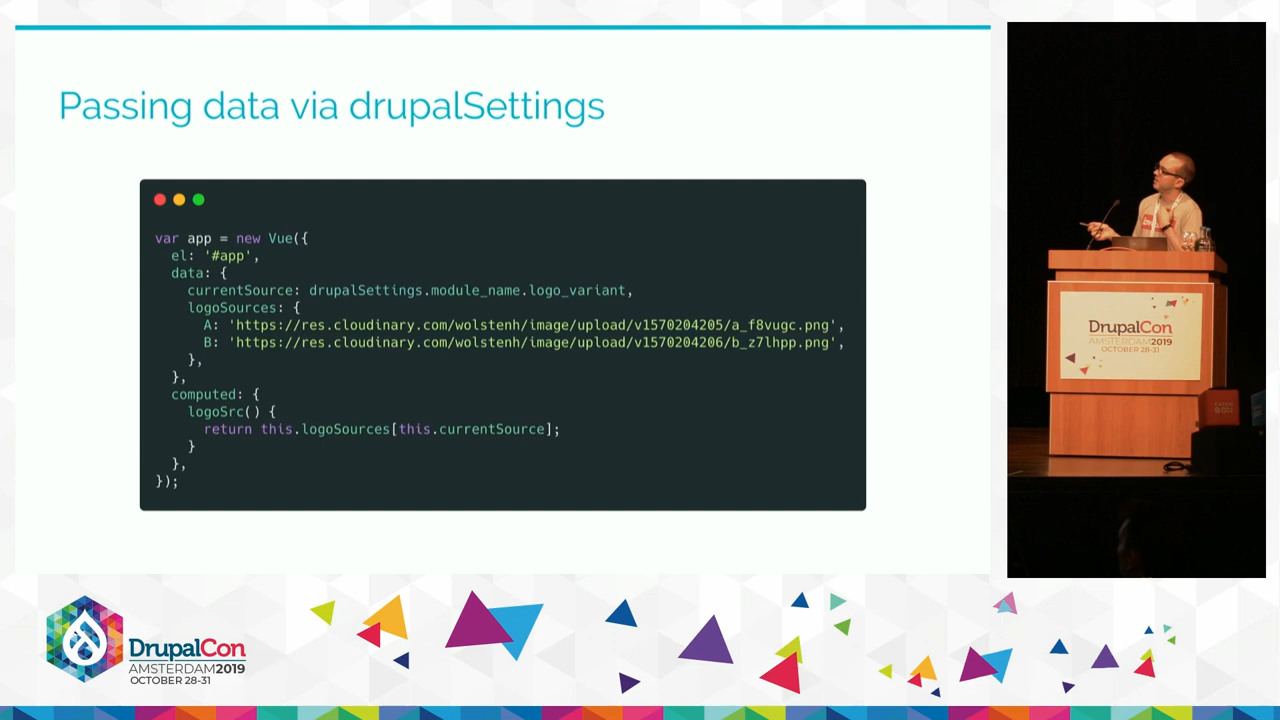 Passing data via drupalSettings
var app = new Vue({
  el: '#app',
  data: {
    currentSource: drupalSettings.module_name.logo_variant,
    logoSources: {
      A: 'https://res.cloudinary.com/wolstenh/image/upload/v1570204205/a_f8vugc.png',
      B: 'https://res.cloudinary.com/wolstenh/image/upload/v1570204206/b_z7lhpp.png',
    },
  },
  computed: {
    logoSrc() {
      return this.logoSources[this.currentSource];
    }
  },
});
DrupalCon
AMSTERDAM2019
OCTOBER 28-31
DrupalCon
AMSTERDAM2019
OCTOBER 28-31